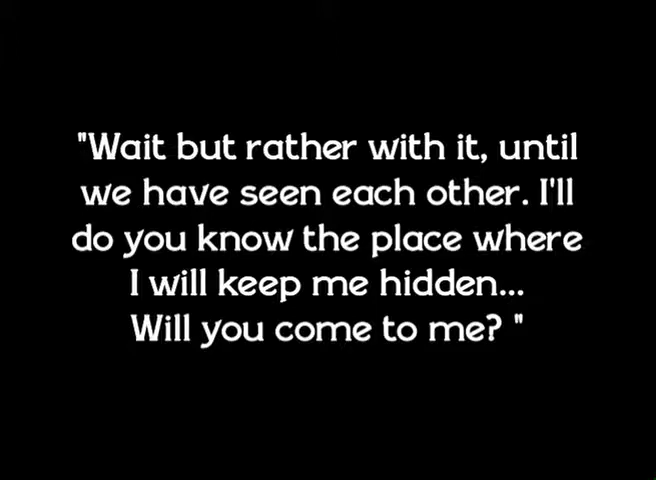 "Wait but rather with it, until
we have seen each other. I'll
do you know the place where
I will keep me hidden...
Will you come to me? "